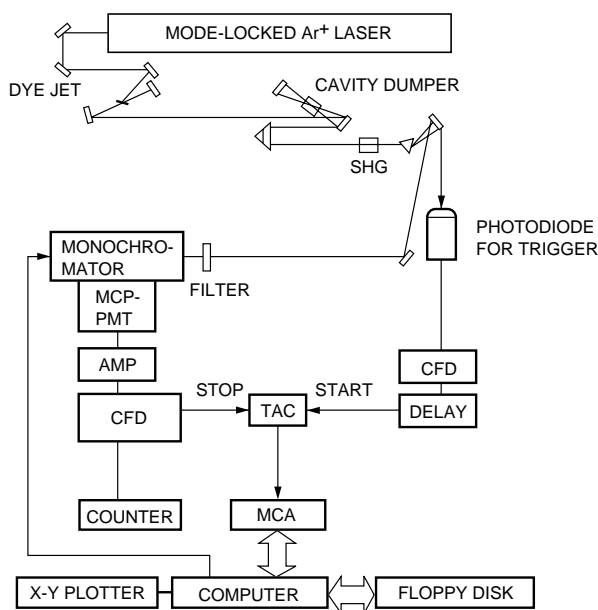 MODE-LOCKED Ar+ LASER
DYE JET
CAVITY DUMPER
SHG
PHOTODIODE
FOR TRIGGER
MONOCHRO-
MATOR
FILTER
MCP-
PMT
AMP
CFD
STOP
TAC
START
CFD
DELAY
COUNTER
MCA
X-Y PLOTTER
COMPUTER
FLOPPY DISK